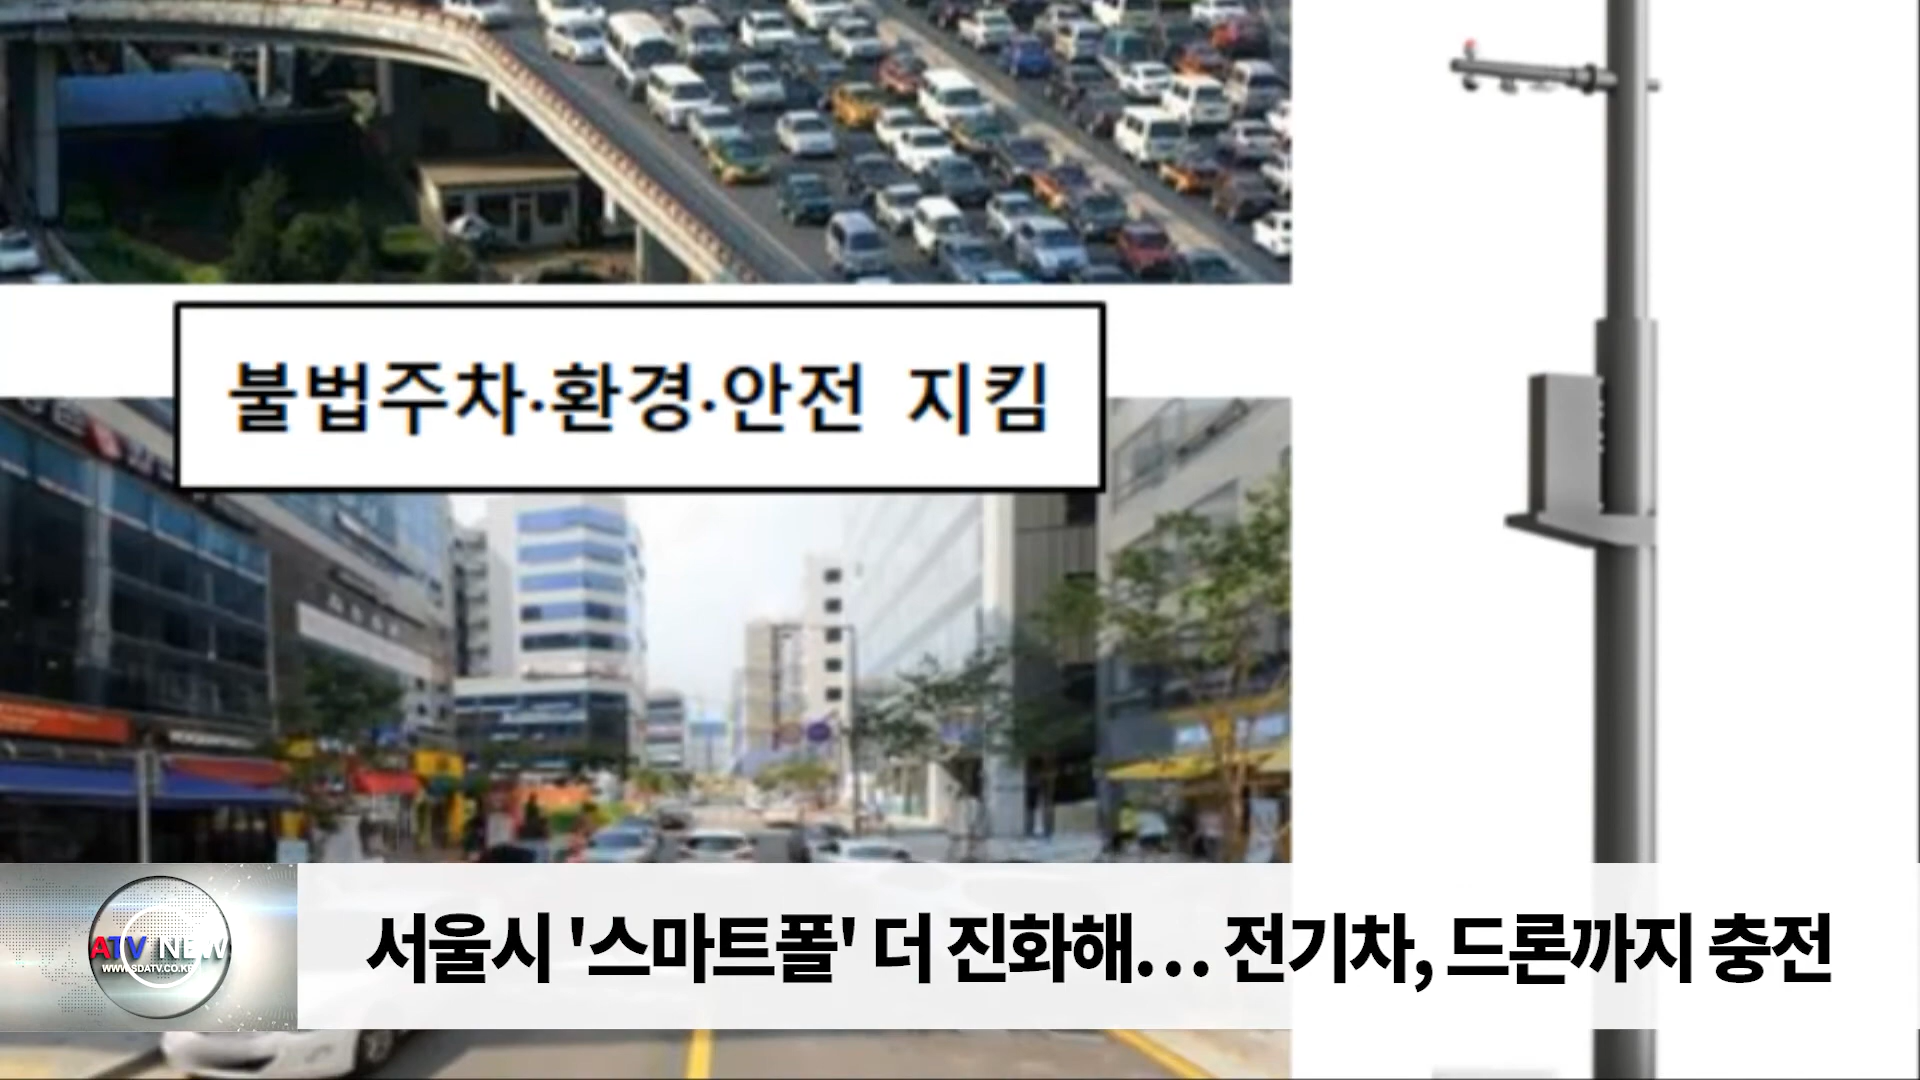 불법주차·환경·안전 지킴
ATV NEW
WWW.SDATV.CO.KR
서울시 '스마트폴' 더 진화해... 전기차, 드론까지 충전